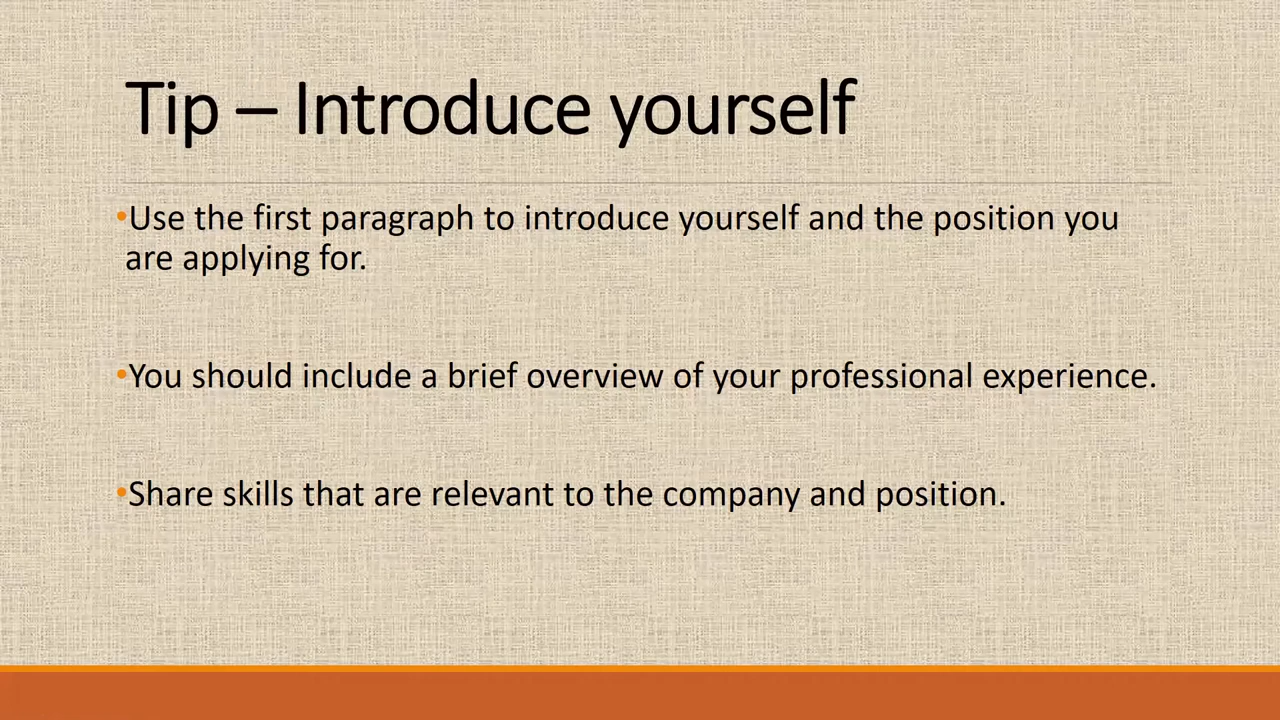 Tip – Introduce yourself
•Use the first paragraph to introduce yourself and the position you
are applying for.
•You should include a brief overview of your professional experience.
•Share skills that are relevant to the company and position.